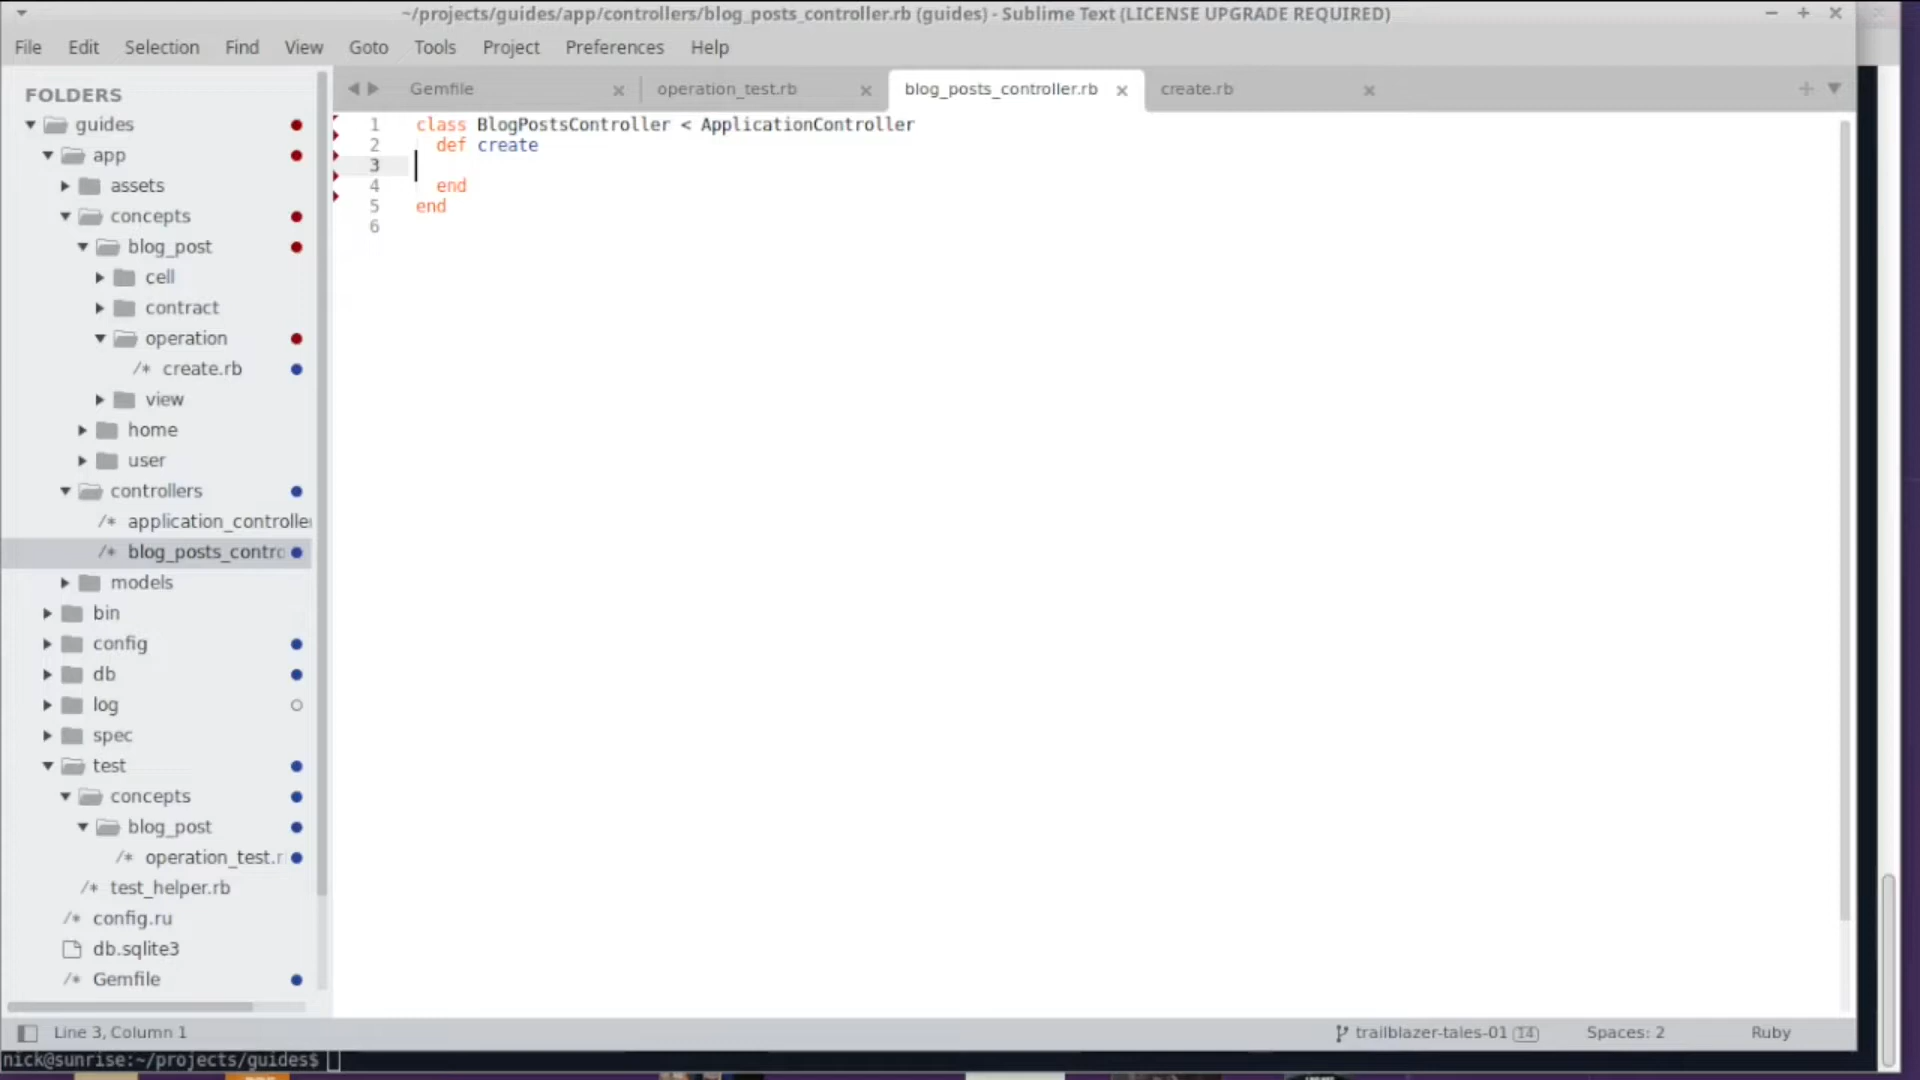 ~/projects/guides/app/controllers/blog_posts_controller.rb (guides) - Sublime Text (LICENSE UPGRADE REQUIRED)
File Edit Selection Find View Goto Tools Project Preferences Help
FOLDERS
guides
app
assets
concepts
blog_post
cell
contract
operation
/* create.rb
view
home
user
controllers
/* application_controller
/* blog_posts_contro
models
bin
config
db
log
spec
test
concepts
blog_post
/* operation_test.r
/* test_helper.rb
/* config.ru
db.sqlite3
/* Gemfile
Gemfile operation_test.rb blog_posts_controller.rb create.rb
1 class BlogPostsController < ApplicationController
2 def create
3
4 end
5 end
6
Line 3, Column 1 trailblazer-tales-01 14 Spaces: 2 Ruby
nick@sunrise:~/projects/guides$